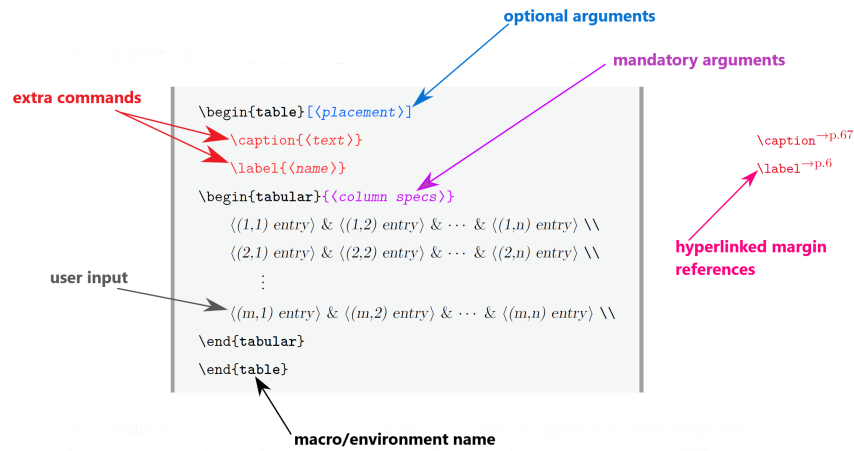 optional arguments
mandatory arguments
extra commands
\begin{table}[⟨placement⟩]
\caption{⟨text⟩}
\caption→p.67
\label{⟨name⟩}
\label→p.6
\begin{tabular}{⟨column specs⟩}
⟨(1,1) entry⟩ & ⟨(1,2) entry⟩ & ⋯ & ⟨(1,n) entry⟩ \\
⟨(2,1) entry⟩ & ⟨(2,2) entry⟩ & ⋯ & ⟨(2,n) entry⟩ \\
hyperlinked margin
references
user input
⋮
⟨(m,1) entry⟩ & ⟨(m,2) entry⟩ & ⋯ & ⟨(m,n) entry⟩ \\
\end{tabular}
\end{table}
macro/environment name